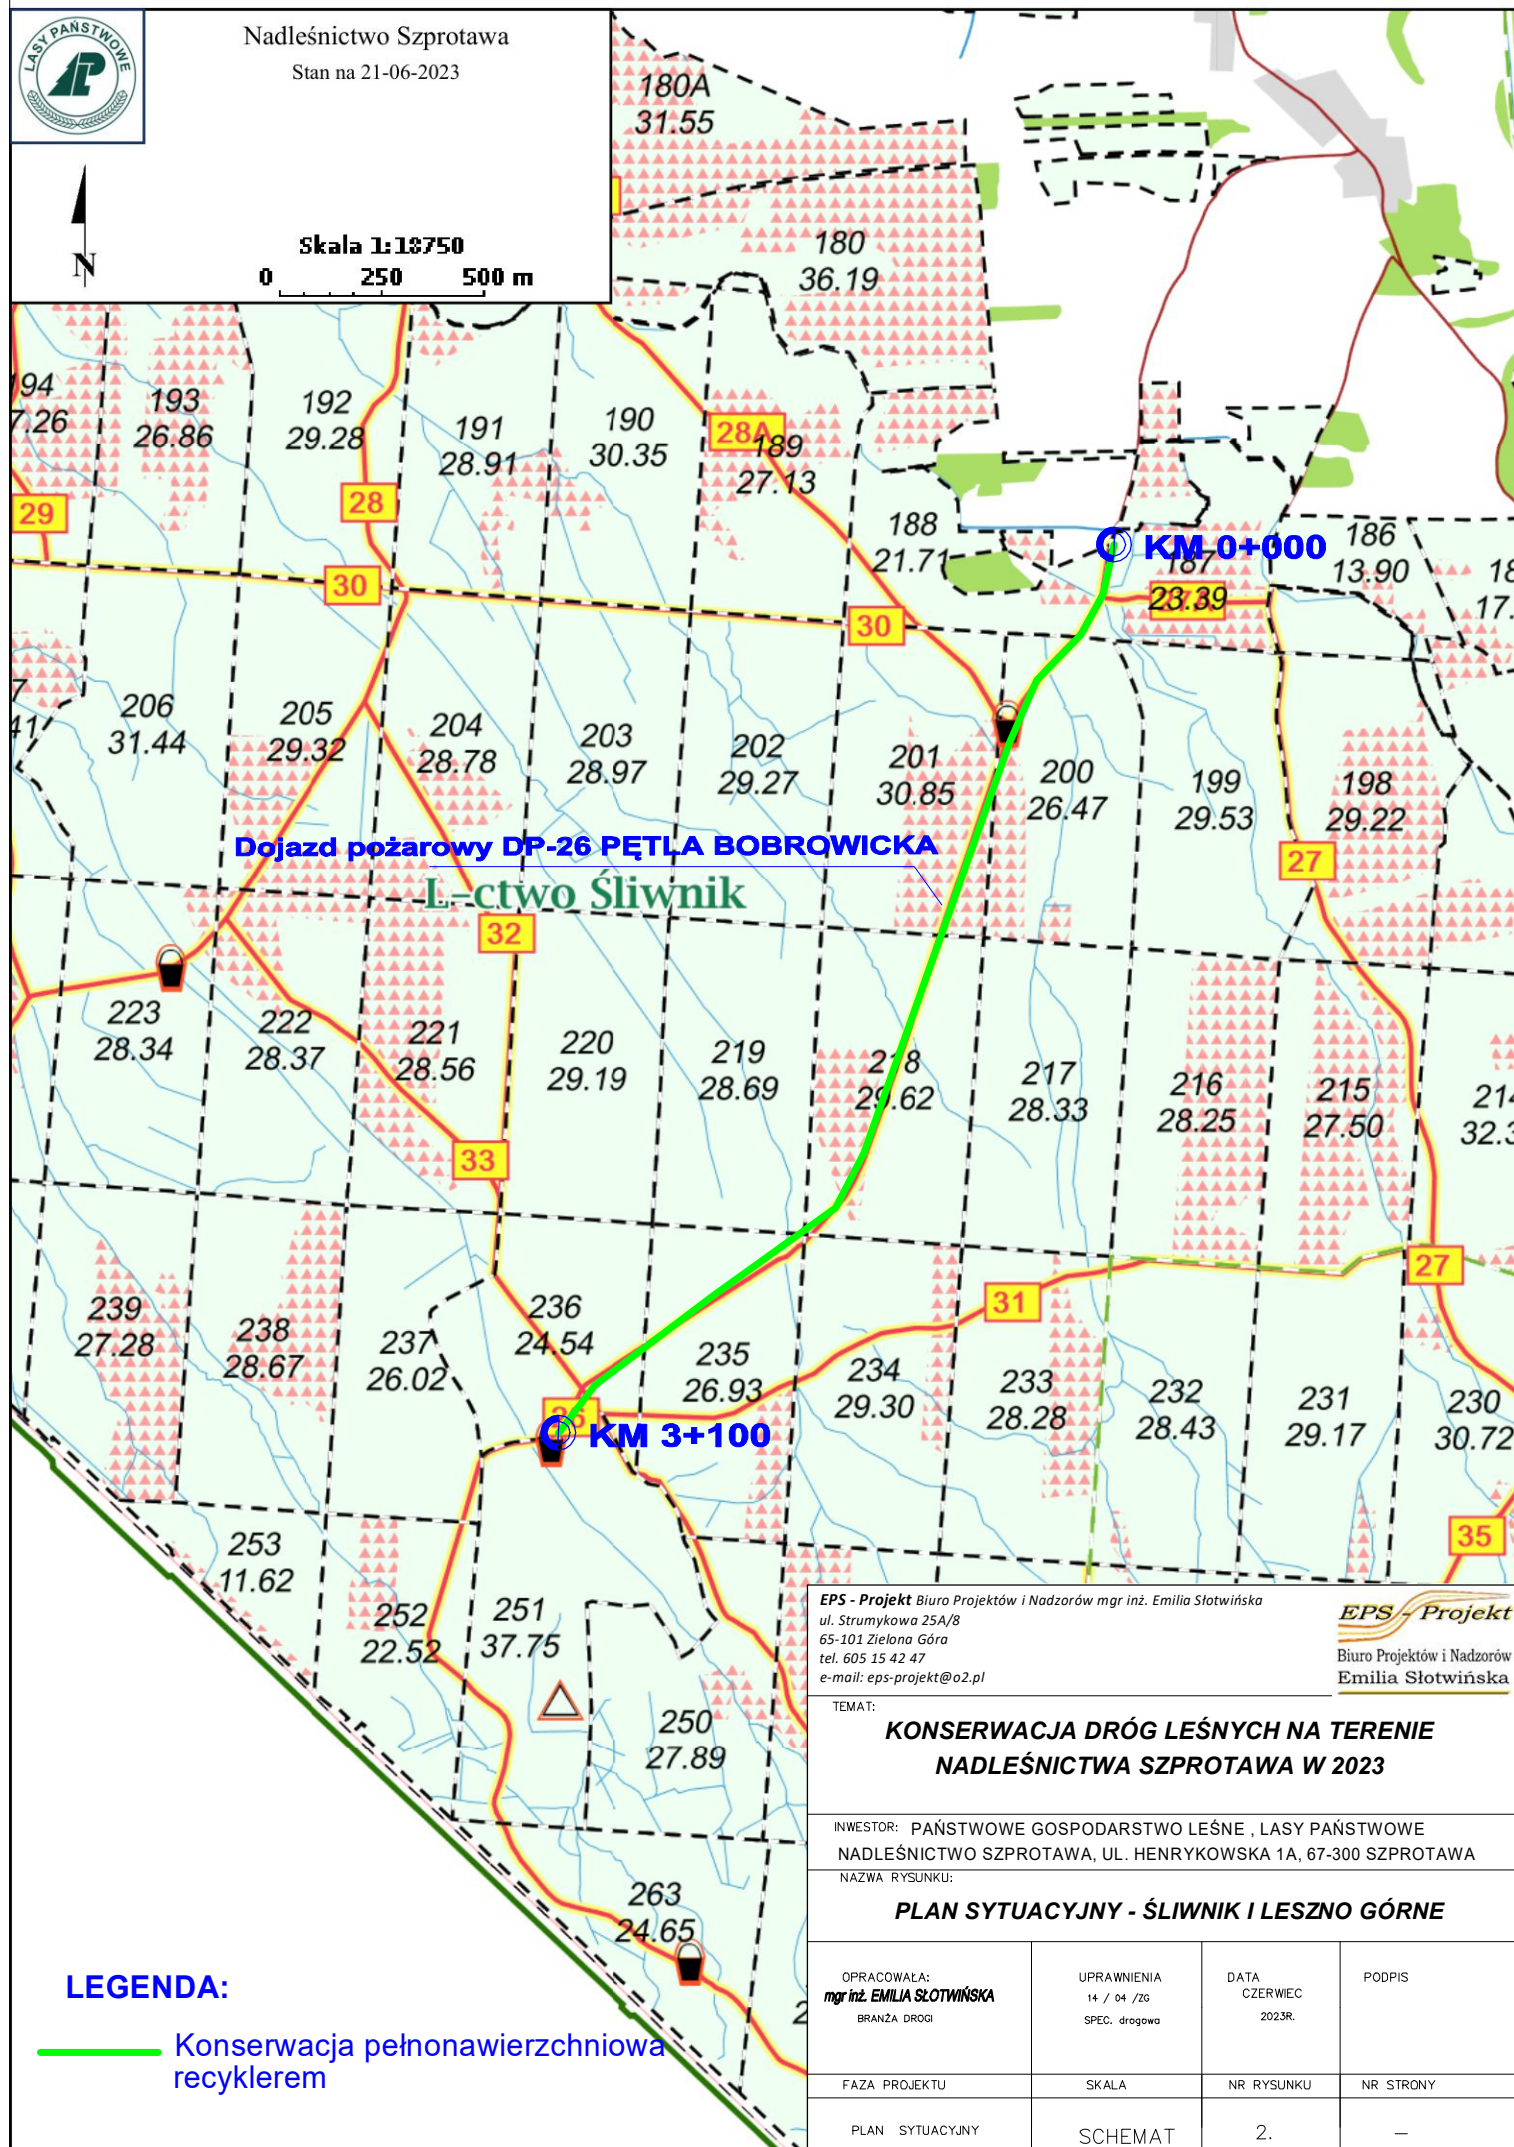 LASY PAŃSTWOWE
Nadleśnictwo Szprotawa
Stan na 21-06-2023
N
Skala 1:18750
0 250 500 m
180A
31.55
180
36.19
194
7.26
193
26.86
192
29.28
191
28.91
190
30.35
28A
189
27.13
29
28
188
21.71
KM 0+000
187
23.39
186
13.90
18
17.
30
30
7
41
206
31.44
205
29.32
204
28.78
203
28.97
202
29.27
201
30.85
200
26.47
199
29.53
198
29.22
27
Dojazd pożarowy DP-26 PĘTLA BOBROWICKA
L-ctwo Śliwnik
32
223
28.34
222
28.37
221
28.56
220
29.19
219
28.69
218
29.62
217
28.33
216
28.25
215
27.50
214
32.3
33
27
31
239
27.28
238
28.67
237
26.02
236
24.54
235
26.93
234
29.30
233
28.28
232
28.43
231
29.17
230
30.72
26
KM 3+100
35
253
11.62
252
22.52
251
37.75
250
27.89
263
24.65
2
LEGENDA:
Konserwacja pełnonawierzchniowa
recyklerem
EPS - Projekt Biuro Projektów i Nadzorów mgr inż. Emilia Słotwińska
ul. Strumykowa 25A/8
65-101 Zielona Góra
tel. 605 15 42 47
e-mail: eps-projekt@o2.pl
EPS - Projekt
Biuro Projektów i Nadzorów
Emilia Słotwińska
TEMAT:
KONSERWACJA DRÓG LEŚNYCH NA TERENIE
NADLEŚNICTWA SZPROTAWA W 2023
INWESTOR: PAŃSTWOWE GOSPODARSTWO LEŚNE , LASY PAŃSTWOWE
NADLEŚNICTWO SZPROTAWA, UL. HENRYKOWSKA 1A, 67-300 SZPROTAWA
NAZWA RYSUNKU:
PLAN SYTUACYJNY - ŚLIWNIK I LESZNO GÓRNE
OPRACOWAŁA:
mgr inż. EMILIA SŁOTWIŃSKA
BRANŻA DROGI
UPRAWNIENIA
14 / 04 /ZG
SPEC. drogowa
DATA
CZERWIEC
2023R.
PODPIS
FAZA PROJEKTU
SKALA
NR RYSUNKU
NR STRONY
PLAN SYTUACYJNY
SCHEMAT
2.
—